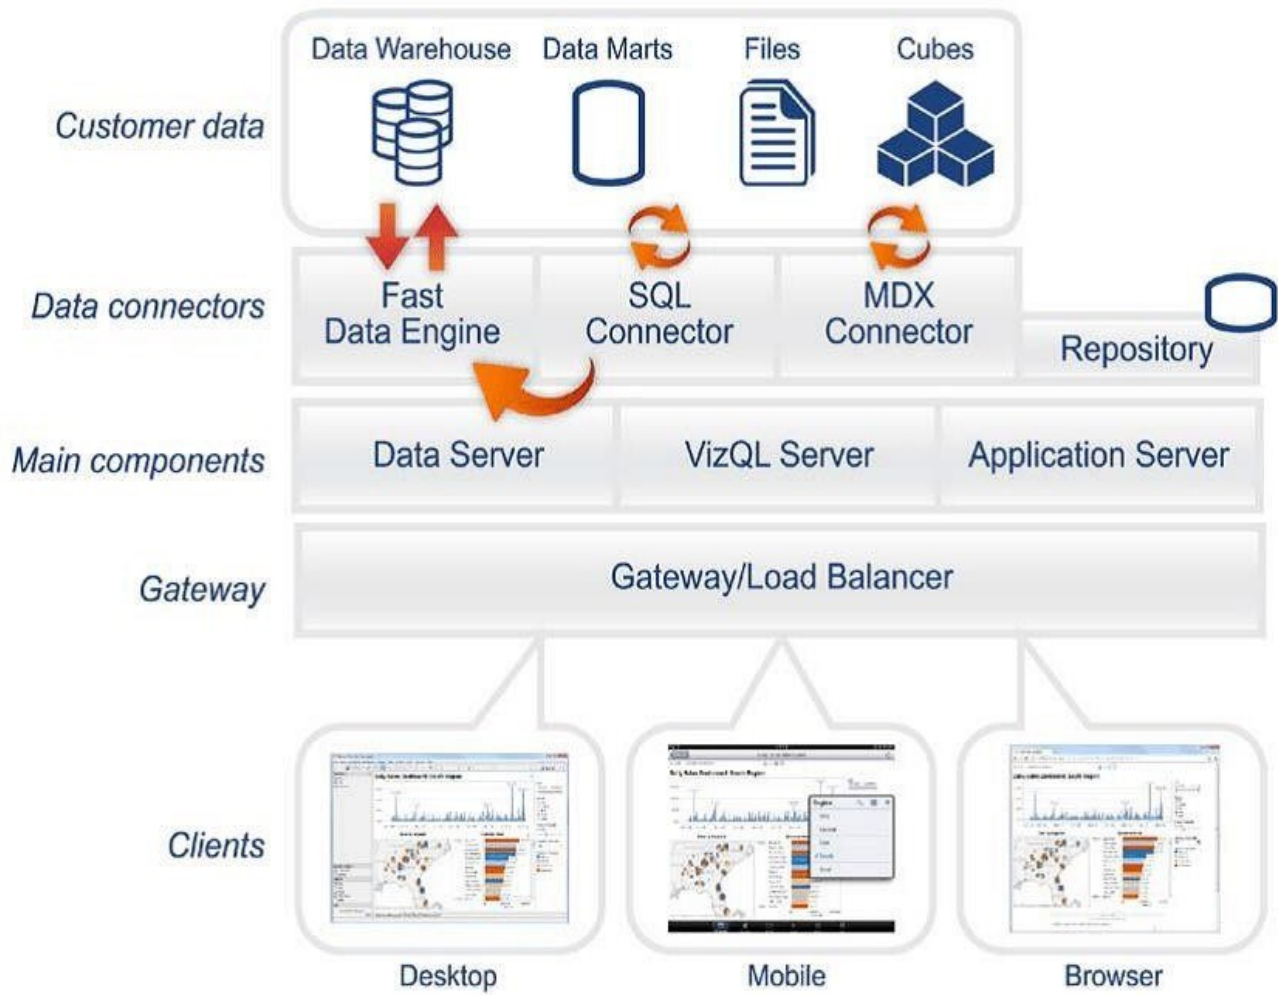 Data Warehouse
Data Marts
Files
Cubes
Customer data
Data connectors
Fast
Data Engine
SQL
Connector
MDX
Connector
Repository
Main components
Data Server
VizQL Server
Application Server
Gateway
Gateway/Load Balancer
Clients
Desktop
Mobile
Browser